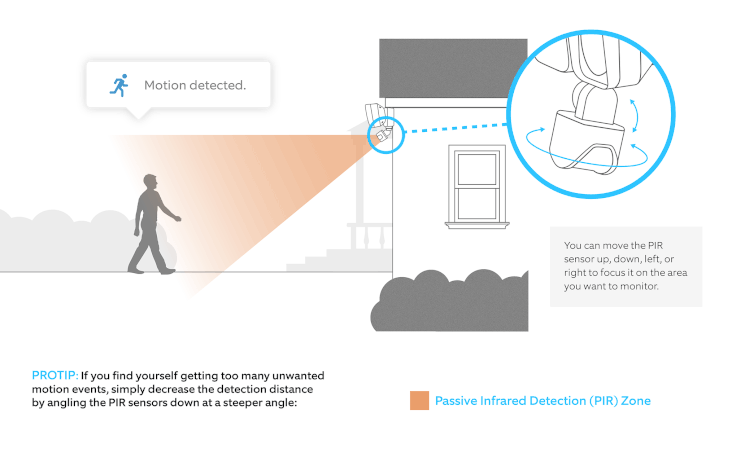 Motion detected.
You can move the PIR
sensor up, down, left, or
right to focus it on the area
you want to monitor.
PROTIP: If you find yourself getting too many unwanted
motion events, simply decrease the detection distance
by angling the PIR sensors down at a steeper angle:
Passive Infrared Detection (PIR) Zone